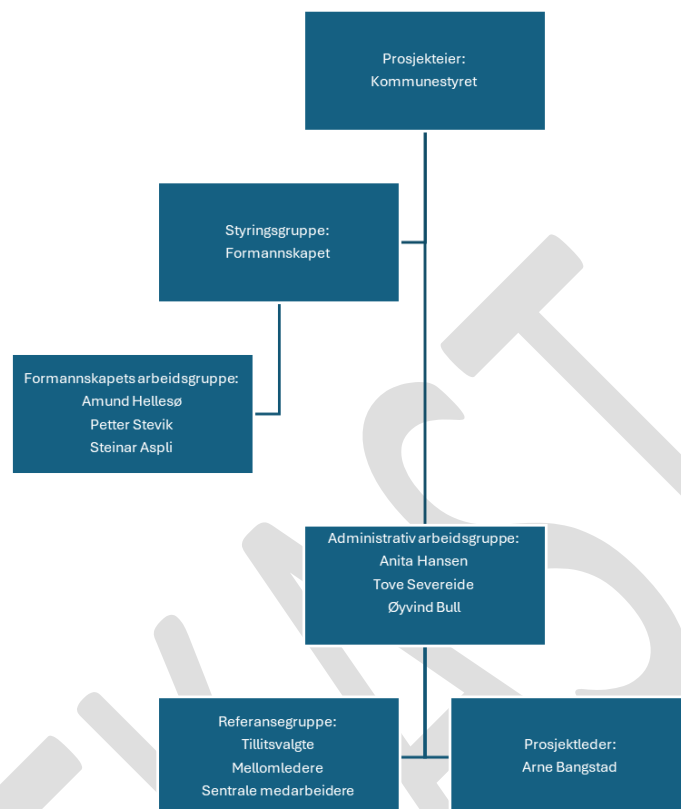 Prosjekteier:
Kommunestyret
Styringsgruppe:
Formannskapet
Formannskapets arbeidsgruppe:
Amund Hellesø
Petter Stevik
Steinar Aspli
Administrativ arbeidsgruppe:
Anita Hansen
Tove Severeide
Øyvind Bull
Referansegruppe:
Tillitsvalgte
Mellomledere
Sentrale medarbeidere
Prosjektleder:
Arne Bangstad